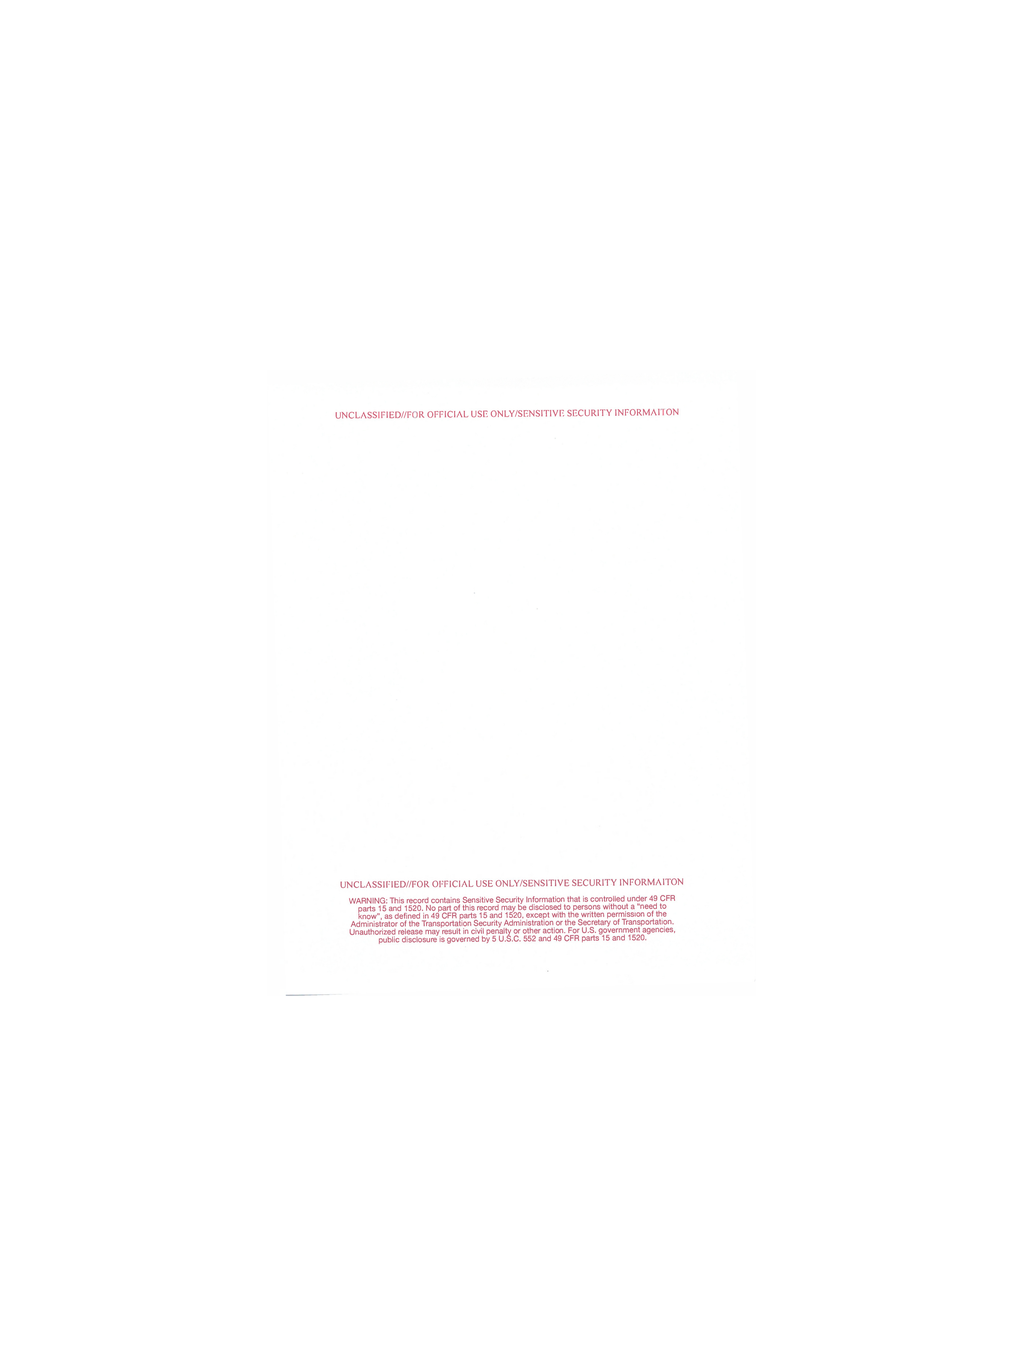 UNCLASSIFIED//FOR OFFICIAL USE ONLY/SENSITIVE SECURITY INFORMAITON
UNCLASSIFIED//FOR OFFICIAL USE ONLY/SENSITIVE SECURITY INFORMAITON
WARNING: This record contains Sensitive Security Information that is controlled under 49 CFR
parts 15 and 1520. No part of this record may be disclosed to persons without a "need to
know", as defined in 49 CFR parts 15 and 1520, except with the written permission of the
Administrator of the Transportation Security Administration or the Secretary of Transportation.
Unauthorized release may result in civil penalty or other action. For U.S. government agencies,
public disclosure is governed by 5 U.S.C. 552 and 49 CFR parts 15 and 1520.